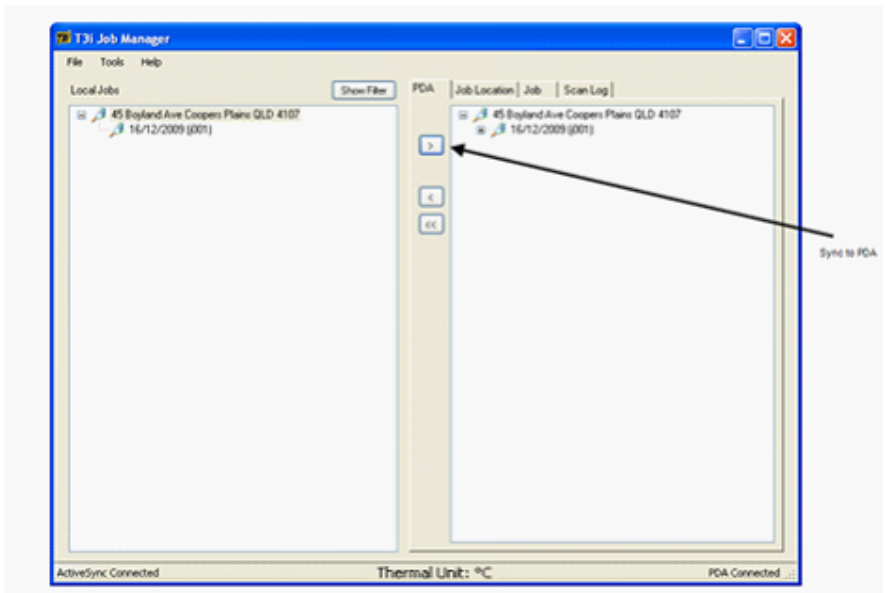 T3i Job Manager
File Tools Help
Local Jobs
Show Filter
PDA
Job Location
Job
Scan Log
45 Boyland Ave Coopers Plains QLD 4107
16/12/2009 (j001)
45 Boyland Ave Coopers Plains QLD 4107
16/12/2009 (j001)
>
<
<<
Sync to PDA
ActiveSync Connected
Thermal Unit: °C
PDA Connected